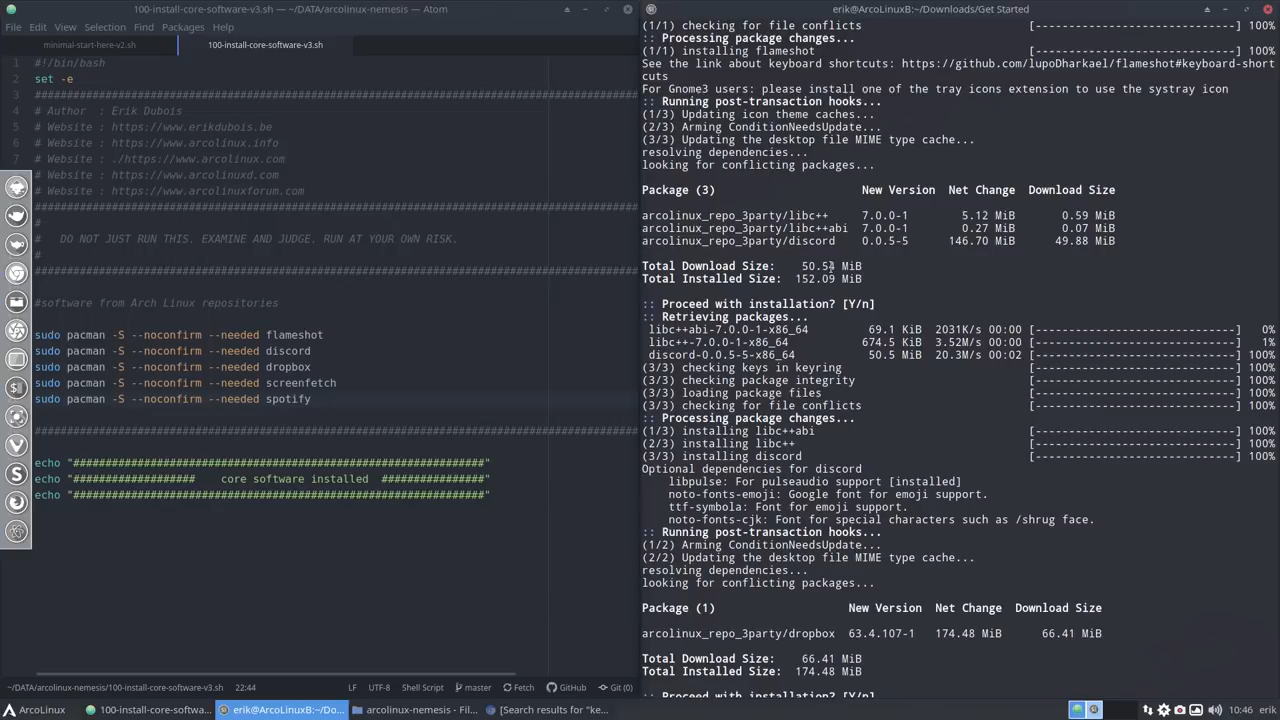 100-install-core-software-v3.sh — ~/DATA/arcolinux-nemesis — Atom
File Edit View Selection Find Packages Help
minimal-start-here-v2.sh
100-install-core-software-v3.sh
1 #!/bin/bash
2 set -e
3 ################################################################################
4 # Author : Erik Dubois
5 # Website : https://www.erikdubois.be
6 # Website : https://www.arcolinux.info
7 # Website : ./https://www.arcolinux.com
# Website : https://www.arcolinuxd.com
# Website : https://www.arcolinuxforum.com
################################################################################
#
# DO NOT JUST RUN THIS. EXAMINE AND JUDGE. RUN AT YOUR OWN RISK.
#
################################################################################
#software from Arch Linux repositories
sudo pacman -S --noconfirm --needed flameshot
sudo pacman -S --noconfirm --needed discord
sudo pacman -S --noconfirm --needed dropbox
sudo pacman -S --noconfirm --needed screenfetch
sudo pacman -S --noconfirm --needed spotify
################################################################################
echo "################################################################"
echo "################### core software installed ################"
echo "################################################################"
~/DATA/arcolinux-nemesis/100-install-core-software-v3.sh 22:44 LF UTF-8 Shell Script master Fetch GitHub Git (0)
erik@ArcoLinuxB:~/Downloads/Get Started
(1/1) checking for file conflicts [------------------------------] 100%
:: Processing package changes...
(1/1) installing flameshot [------------------------------] 100%
See the link about keyboard shortcuts: https://github.com/lupoDharkael/flameshot#keyboard-short
cuts
For Gnome3 users: please install one of the tray icons extension to use the systray icon
:: Running post-transaction hooks...
(1/3) Updating icon theme caches...
(2/3) Arming ConditionNeedsUpdate...
(3/3) Updating the desktop file MIME type cache...
resolving dependencies...
looking for conflicting packages...
Package (3) New Version Net Change Download Size
arcolinux_repo_3party/libc++ 7.0.0-1 5.12 MiB 0.59 MiB
arcolinux_repo_3party/libc++abi 7.0.0-1 0.27 MiB 0.07 MiB
arcolinux_repo_3party/discord 0.0.5-5 146.70 MiB 49.88 MiB
Total Download Size: 50.54 MiB
Total Installed Size: 152.09 MiB
:: Proceed with installation? [Y/n]
:: Retrieving packages...
libc++abi-7.0.0-1-x86_64 69.1 KiB 2031K/s 00:00 [------------------------------] 0%
libc++-7.0.0-1-x86_64 674.5 KiB 3.52M/s 00:00 [------------------------------] 1%
discord-0.0.5-5-x86_64 50.5 MiB 20.3M/s 00:02 [------------------------------] 100%
(3/3) checking keys in keyring [------------------------------] 100%
(3/3) checking package integrity [------------------------------] 100%
(3/3) loading package files [------------------------------] 100%
(3/3) checking for file conflicts [------------------------------] 100%
:: Processing package changes...
(1/3) installing libc++abi [------------------------------] 100%
(2/3) installing libc++ [------------------------------] 100%
(3/3) installing discord [------------------------------] 100%
Optional dependencies for discord
libpulse: For pulseaudio support [installed]
noto-fonts-emoji: Google font for emoji support.
ttf-symbola: Font for emoji support.
noto-fonts-cjk: Font for special characters such as /shrug face.
:: Running post-transaction hooks...
(1/2) Arming ConditionNeedsUpdate...
(2/2) Updating the desktop file MIME type cache...
resolving dependencies...
looking for conflicting packages...
Package (1) New Version Net Change Download Size
arcolinux_repo_3party/dropbox 63.4.107-1 174.48 MiB 66.41 MiB
Total Download Size: 66.41 MiB
Total Installed Size: 174.48 MiB
:: Proceed with installation? [Y/n]
ArcoLinux 100-install-core-softwa... erik@ArcoLinuxB:~/Do... arcolinux-nemesis - Fil... [Search results for "ke... 10:46 erik